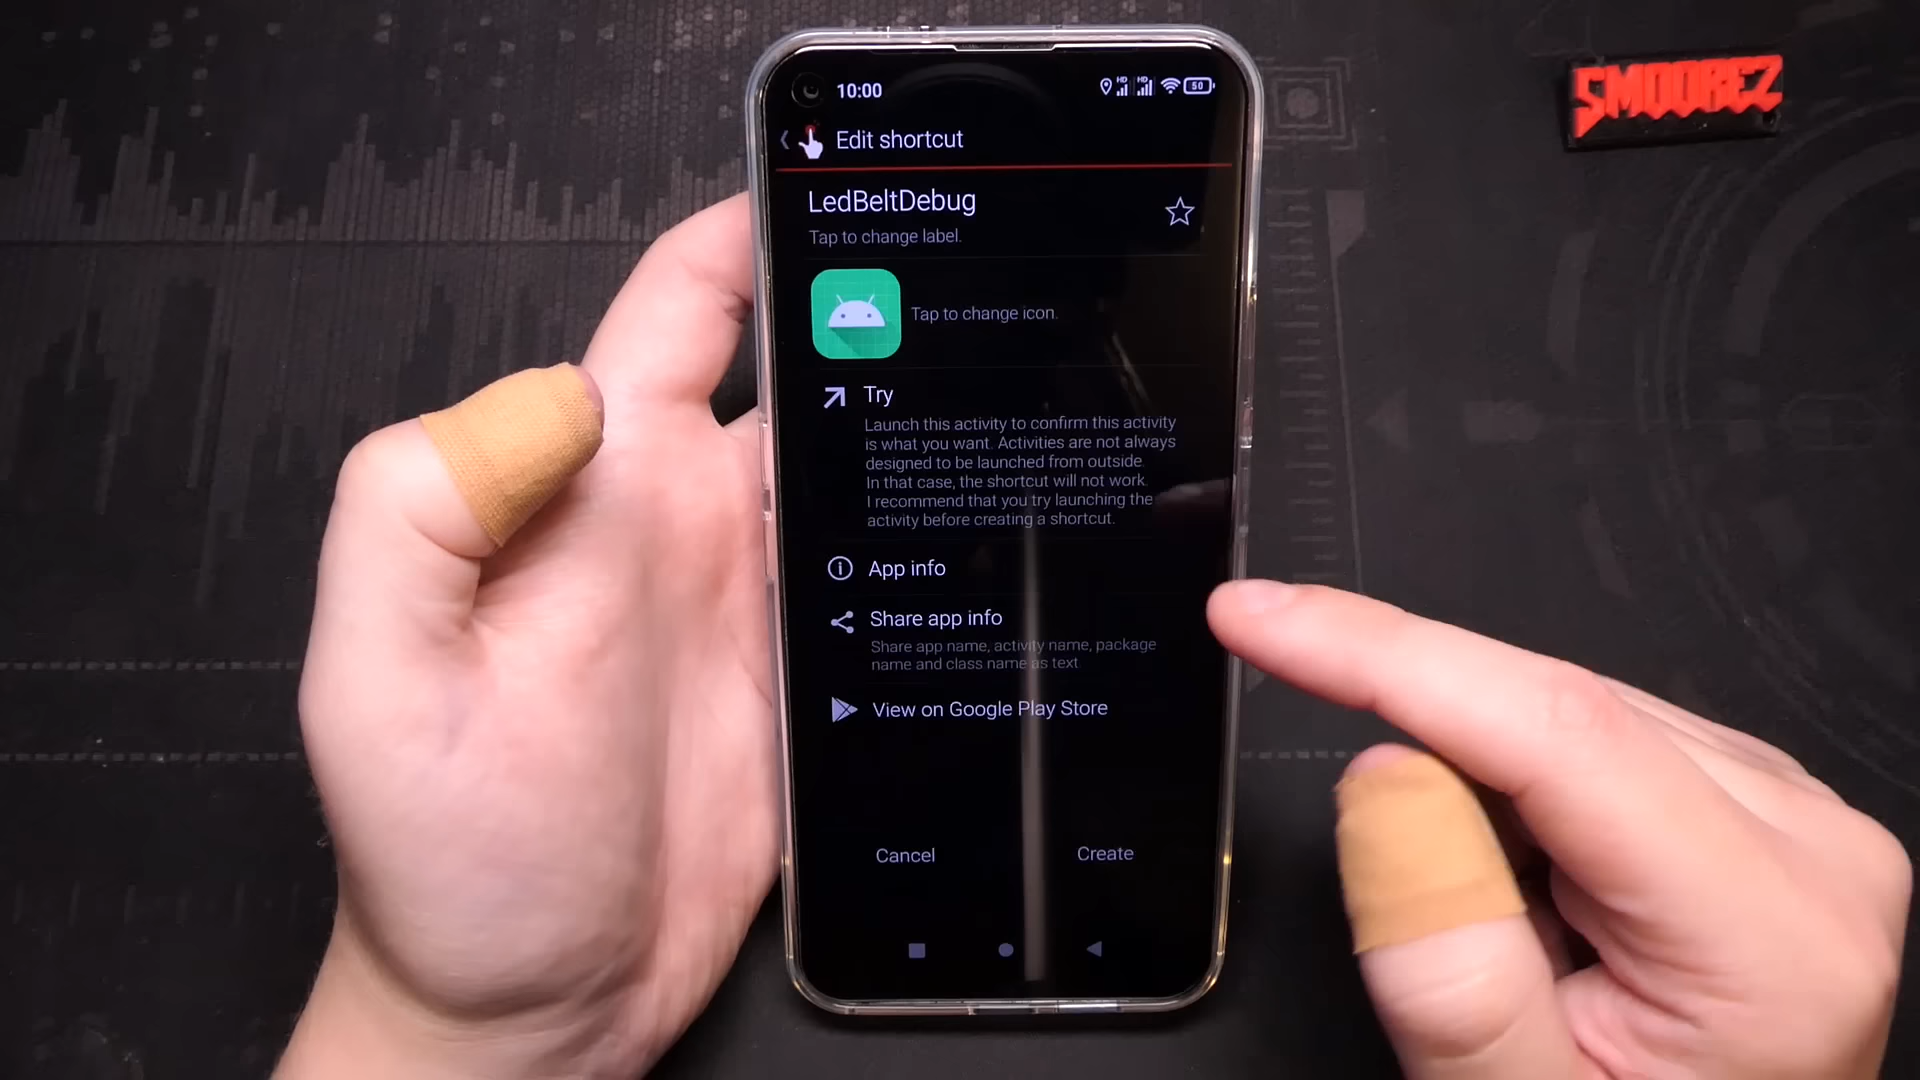 SMOOREZ
10:00
HD HD 50
Edit shortcut
LedBeltDebug
Tap to change label.
Tap to change icon.
Try
Launch this activity to confirm this activity
is what you want. Activities are not always
designed to be launched from outside.
In that case, the shortcut will not work.
I recommend that you try launching the
activity before creating a shortcut.
App info
Share app info
Share app name, activity name, package
name and class name as text
View on Google Play Store
Cancel
Create